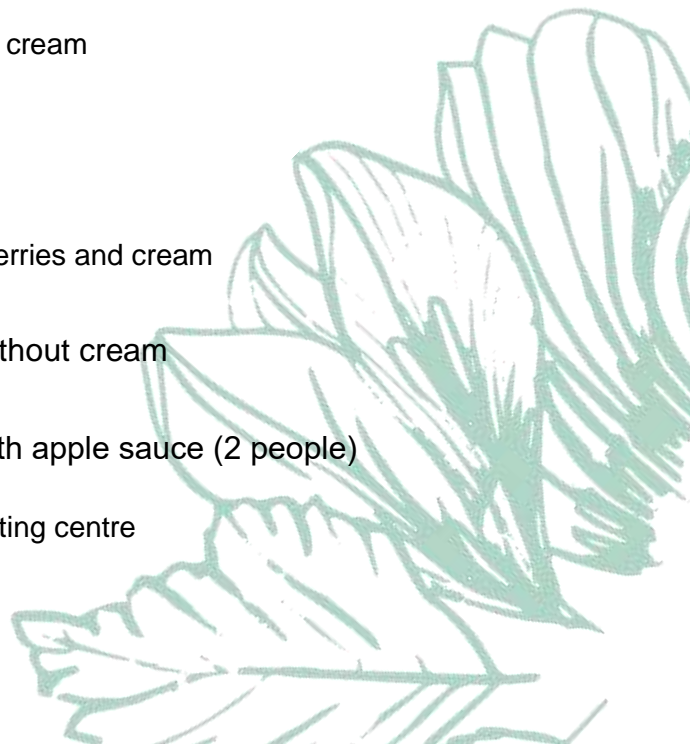 cream
erries and cream
thout cream
th apple sauce (2 people)
ting centre